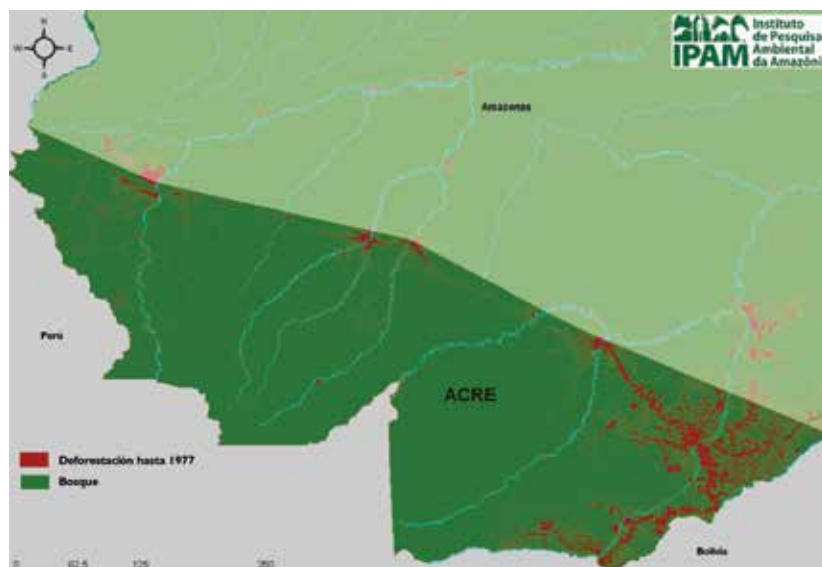 N
W E
S
IPAM
Instituto
de Pesquisa
Ambiental
da Amazôni
Amazonas
Perú
ACRE
Deforestación hasta 1977
Bosque
Bolivia
0 62.5 125 250